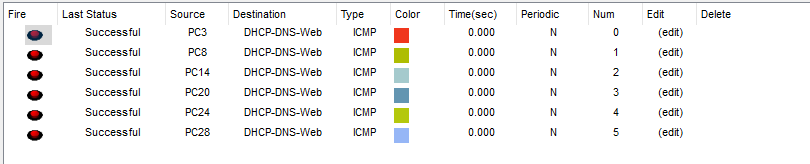 Fire Last Status Source Destination Type Color Time(sec) Periodic Num Edit Delete
Successful PC3 DHCP-DNS-Web ICMP 0.000 N 0 (edit)
Successful PC8 DHCP-DNS-Web ICMP 0.000 N 1 (edit)
Successful PC14 DHCP-DNS-Web ICMP 0.000 N 2 (edit)
Successful PC20 DHCP-DNS-Web ICMP 0.000 N 3 (edit)
Successful PC24 DHCP-DNS-Web ICMP 0.000 N 4 (edit)
Successful PC28 DHCP-DNS-Web ICMP 0.000 N 5 (edit)